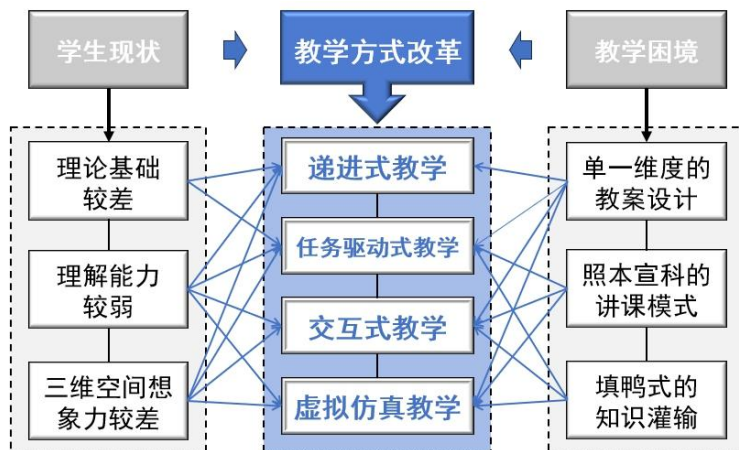 学生现状
教学方式改革
教学困境
理论基础
较差
理解能力
较弱
三维空间想
象力较差
递进式教学
任务驱动式教学
交互式教学
虚拟仿真教学
单一维度的
教案设计
照本宣科的
讲课模式
填鸭式的
知识灌输